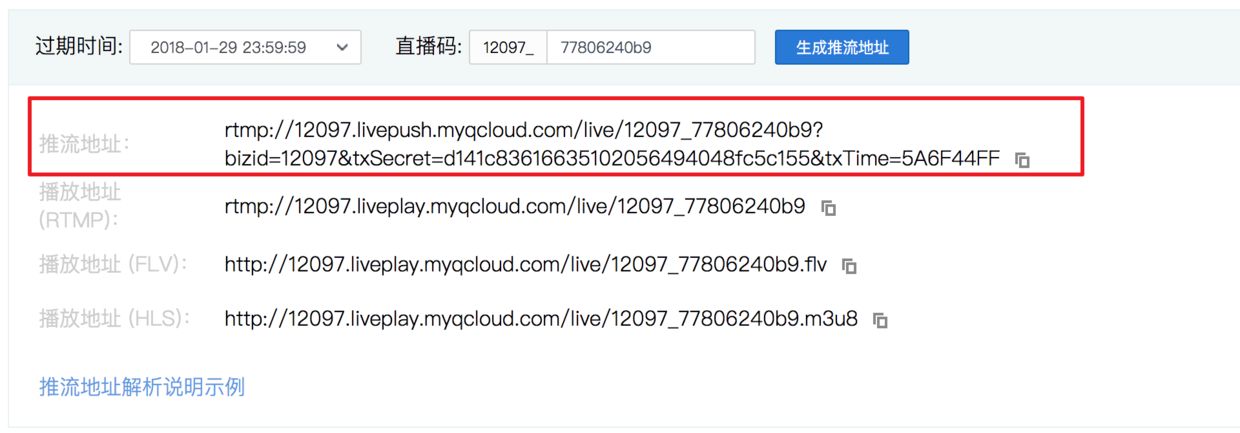 过期时间: 2018-01-29 23:59:59 直播码: 12097_ 77806240b9 生成推流地址
推流地址: rtmp://12097.livepush.myqcloud.com/live/12097_77806240b9?
bizid=12097&txSecret=d141c83616635102056494048fc5c155&txTime=5A6F44FF
播放地址
(RTMP): rtmp://12097.liveplay.myqcloud.com/live/12097_77806240b9
播放地址 (FLV): http://12097.liveplay.myqcloud.com/live/12097_77806240b9.flv
播放地址 (HLS): http://12097.liveplay.myqcloud.com/live/12097_77806240b9.m3u8
推流地址解析说明示例